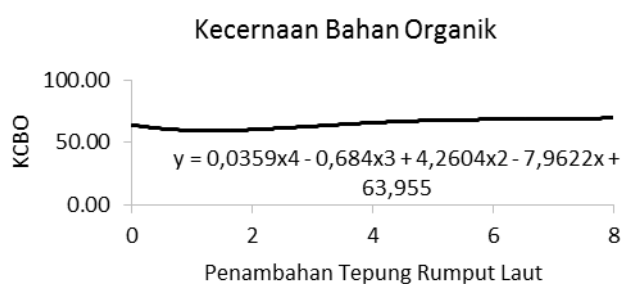 Kecernaan Bahan Organik
100.00
50.00
0.00
KCBO
y = 0,0359x4 - 0,684x3 + 4,2604x2 - 7,9622x +
63,955
0 2 4 6 8
Penambahan Tepung Rumput Laut